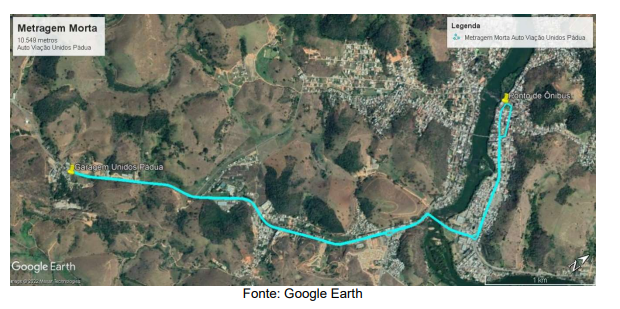 Metragem Morta
10.549 metros
Auto Viação Unidos Pádua
Legenda
Metragem Morta Auto Viação Unidos Pádua
Ponto de Ônibus
Garagem Unidos Pádua
Google Earth
1 km
Fonte: Google Earth